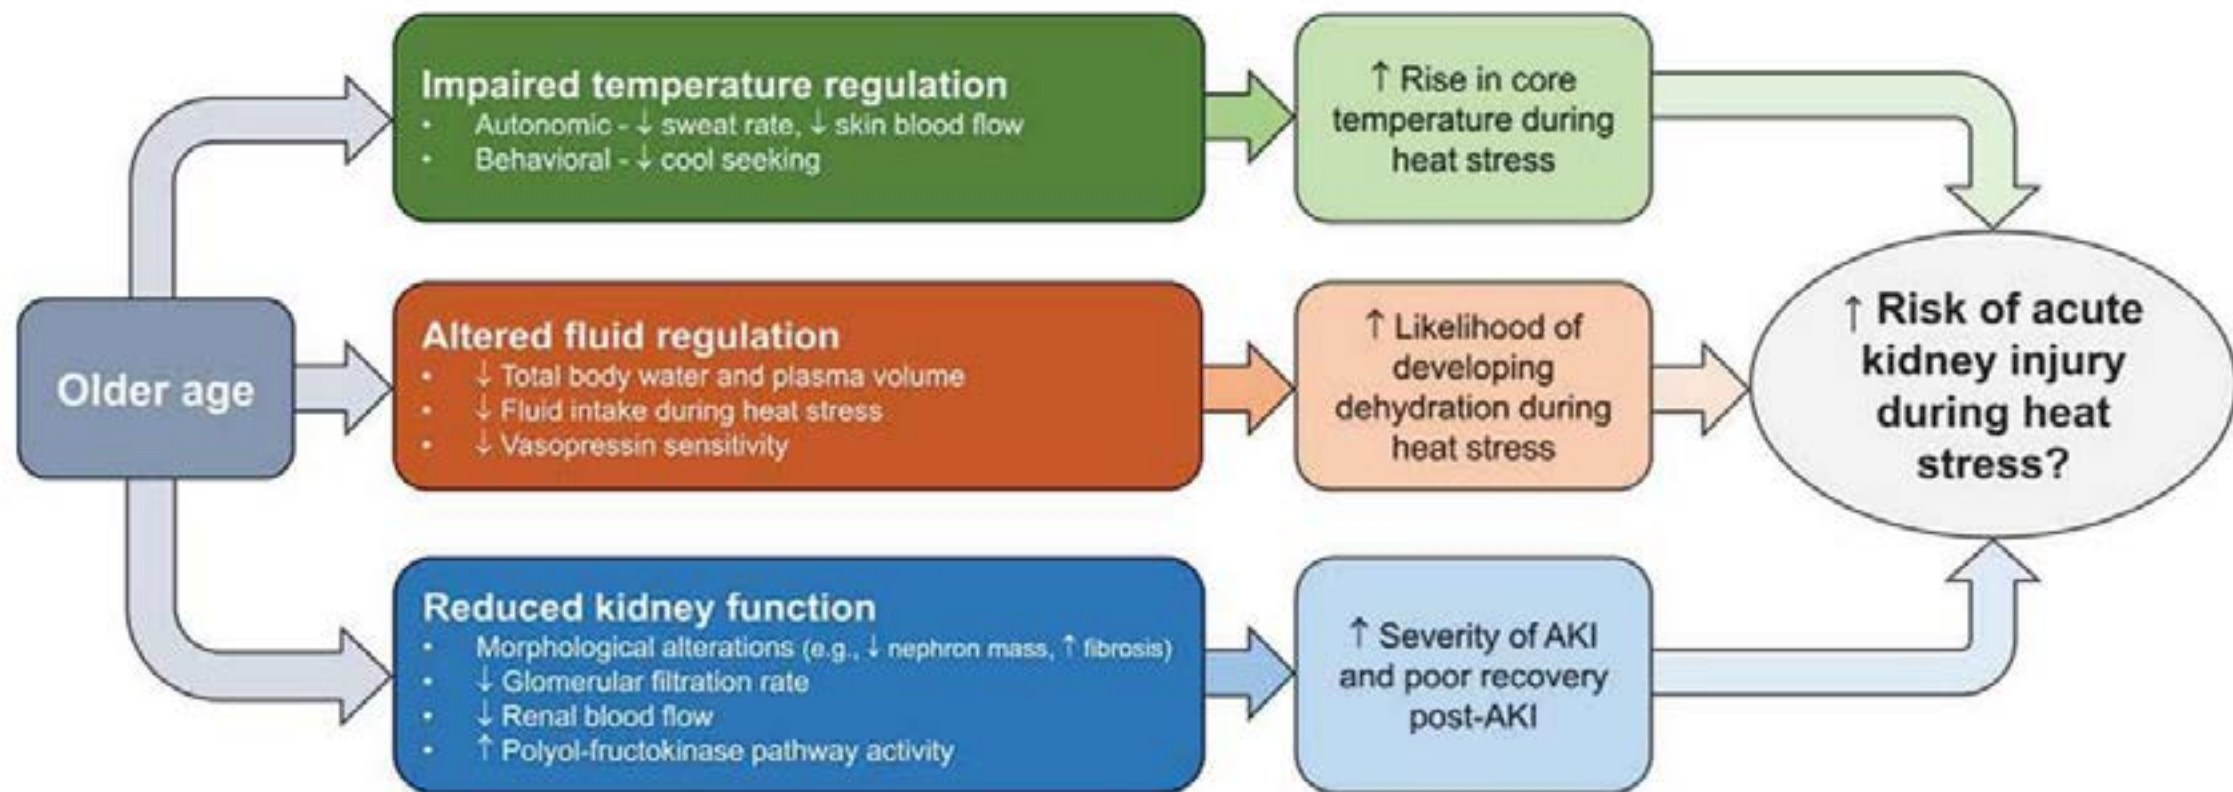 Older age
Impaired temperature regulation
• Autonomic - ↓ sweat rate, ↓ skin blood flow
• Behavioral - ↓ cool seeking
↑ Rise in core
temperature during
heat stress
Altered fluid regulation
• ↓ Total body water and plasma volume
• ↓ Fluid intake during heat stress
• ↓ Vasopressin sensitivity
↑ Likelihood of
developing
dehydration during
heat stress
Reduced kidney function
• Morphological alterations (e.g., ↓ nephron mass, ↑ fibrosis)
• ↓ Glomerular filtration rate
• ↓ Renal blood flow
• ↑ Polyol-fructokinase pathway activity
↑ Severity of AKI
and poor recovery
post-AKI
↑ Risk of acute
kidney injury
during heat
stress?